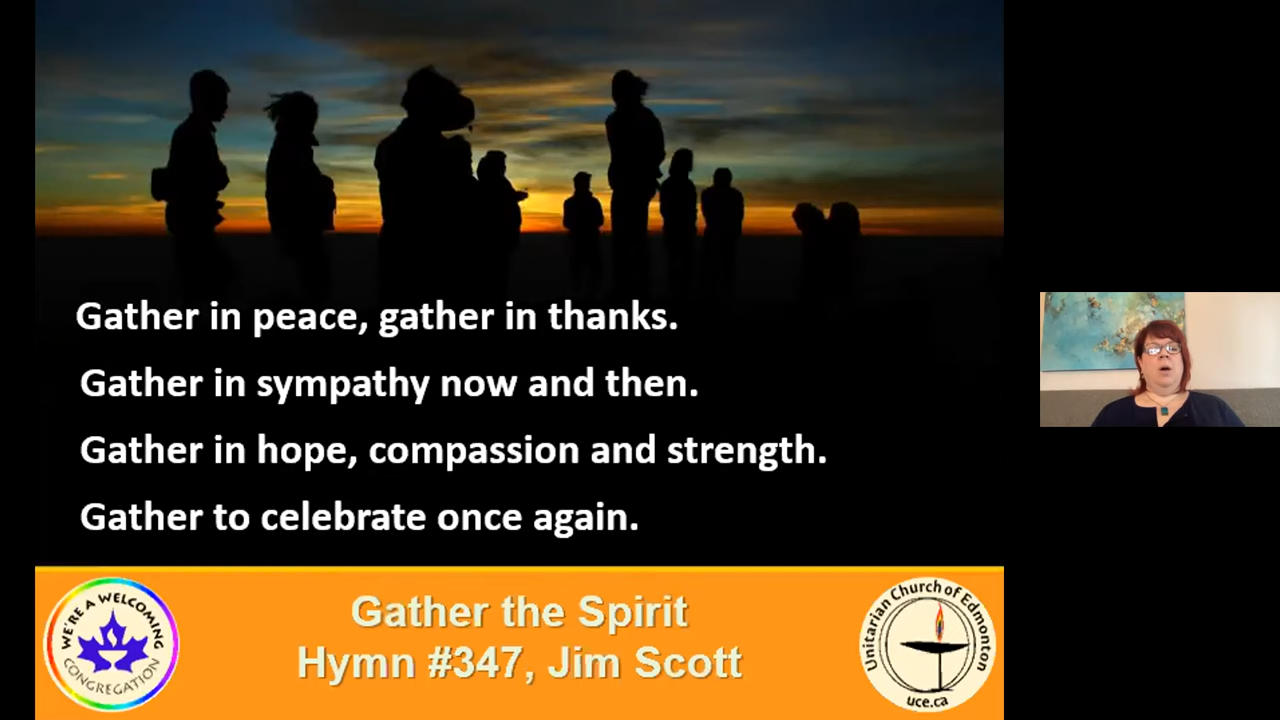 Gather in peace, gather in thanks.
Gather in sympathy now and then.
Gather in hope, compassion and strength.
Gather to celebrate once again.
WE'RE A WELCOMING
CONGREGATION
Gather the Spirit
Hymn #347, Jim Scott
Unitarian Church of Edmonton
uce.ca